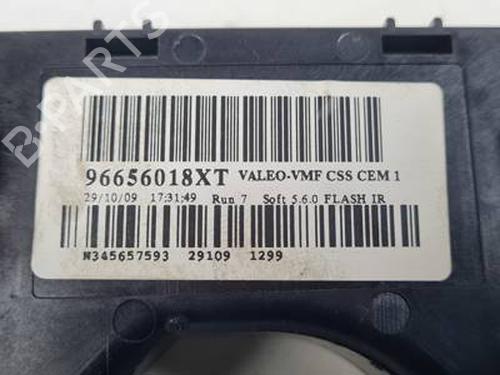 96656018XT VALEO-VMF CSS CEM 1
29/10/09 17:31:49 Run 7 Soft 5.6.0 FLASH IR
N345657593 29109 1299
B-PARTS